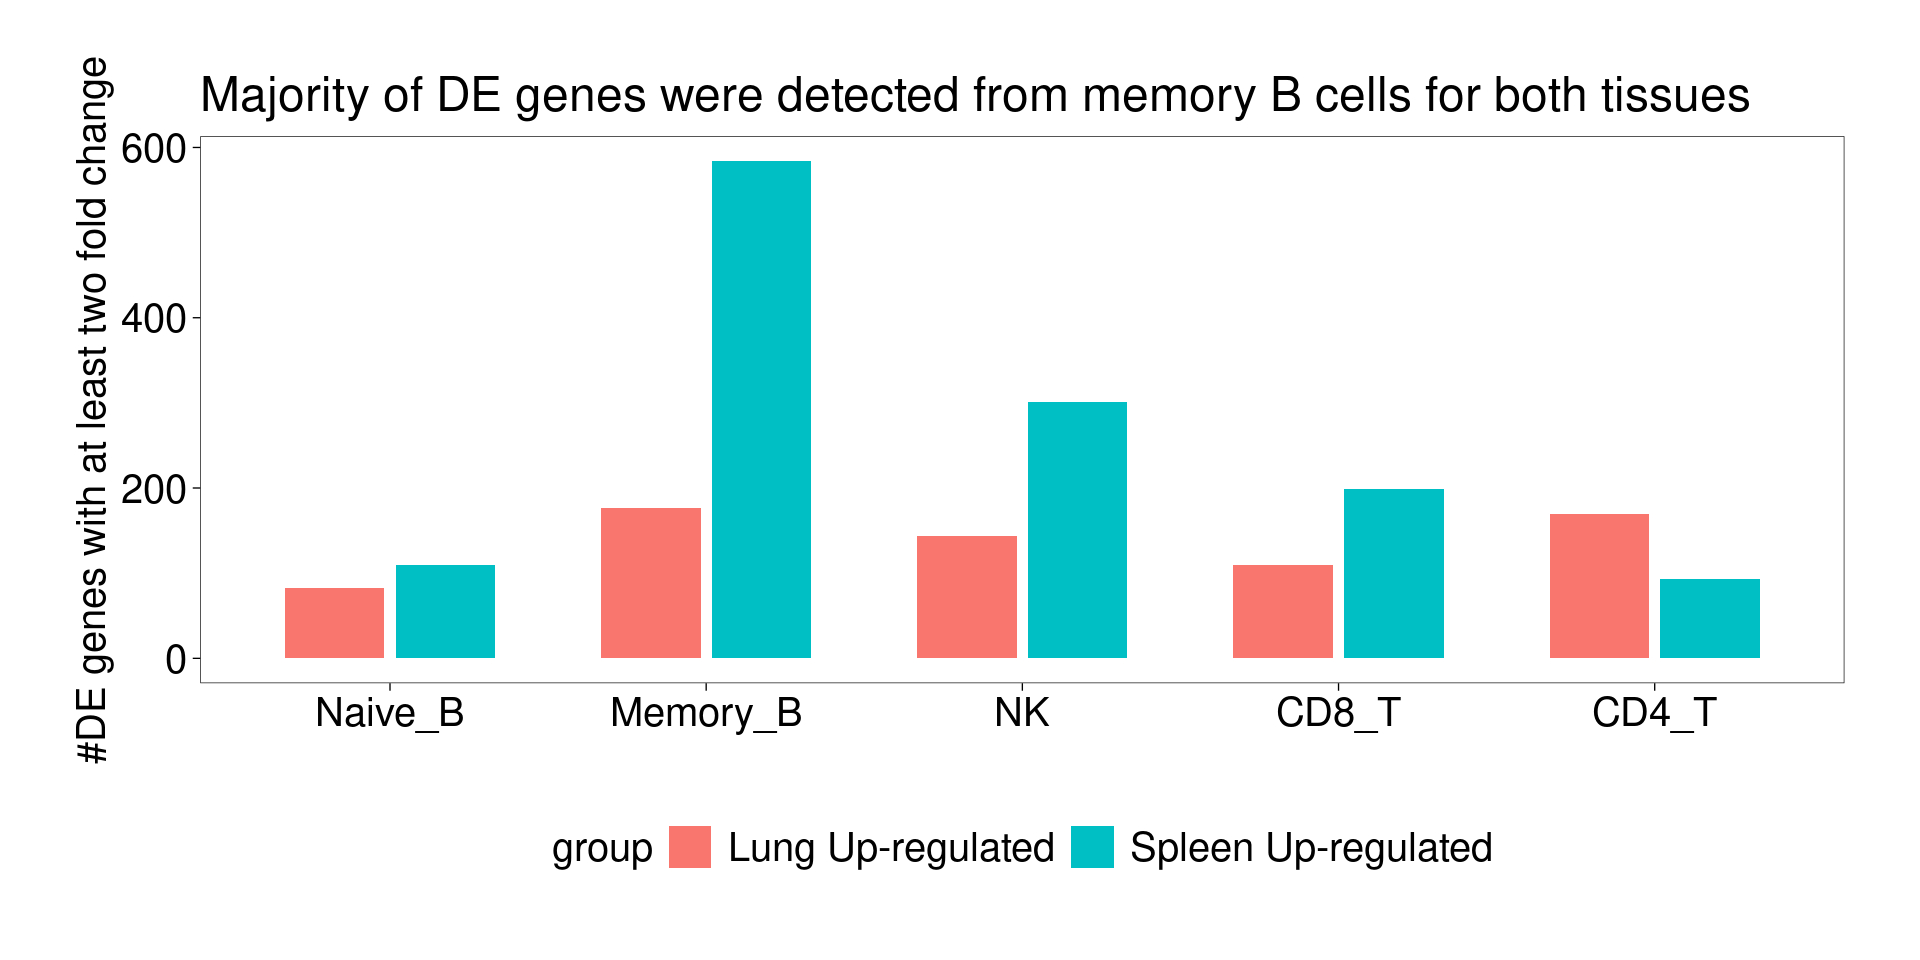 Majority of DE genes were detected from memory B cells for both tissues
#DE genes with at least two fold change
600
400
200
0
Naive_B Memory_B NK CD8_T CD4_T
group Lung Up-regulated Spleen Up-regulated